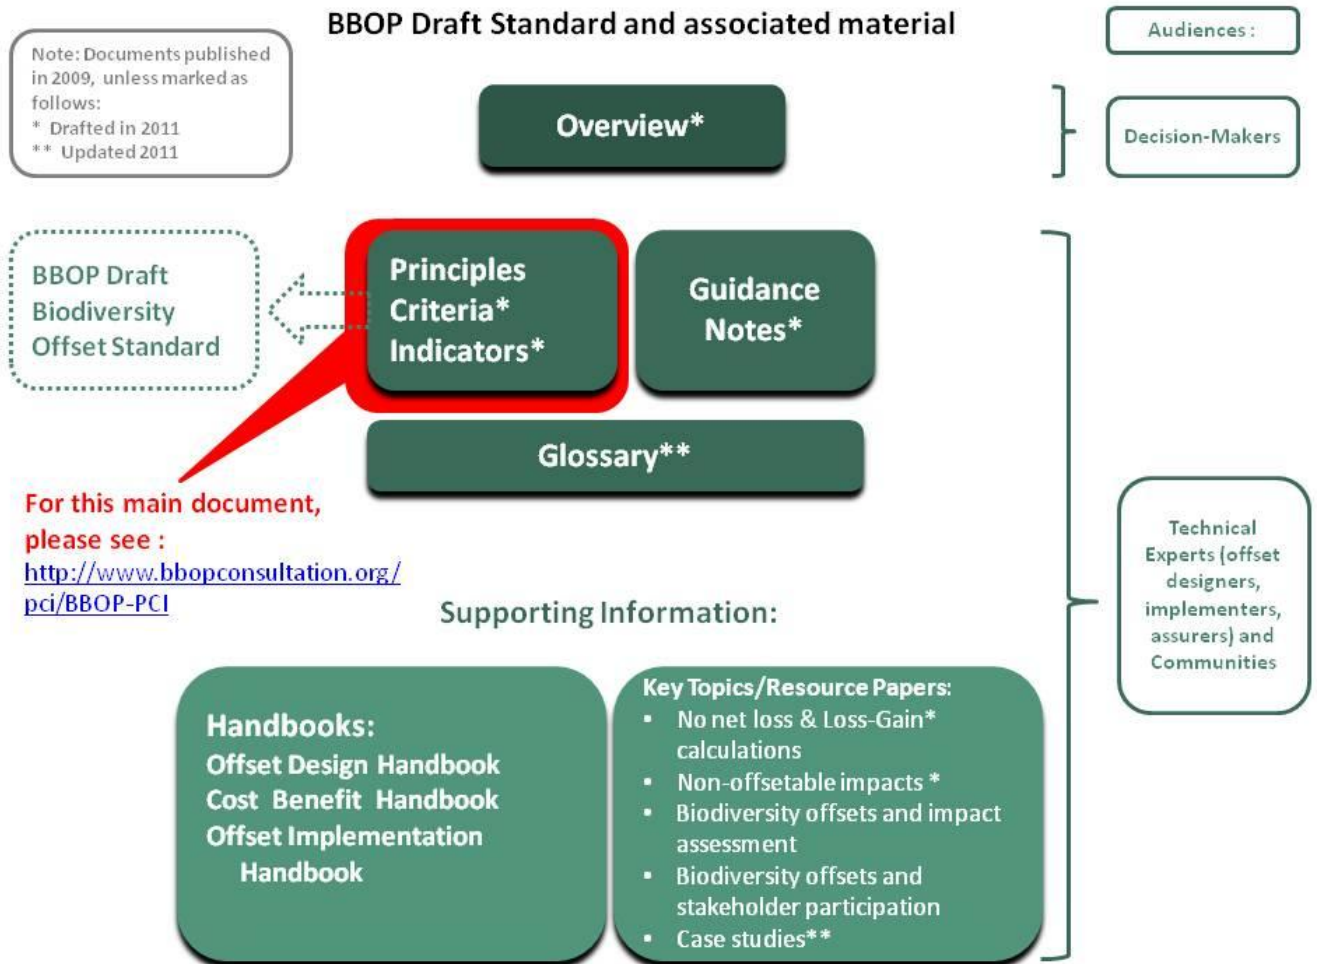 BBOP Draft Standard and associated material
Note: Documents published
in 2009, unless marked as
follows:
* Drafted in 2011
** Updated 2011
Audiences :
Overview*
Decision-Makers
BBOP Draft
Biodiversity
Offset Standard
Principles
Criteria*
Indicators*
Guidance
Notes*
Glossary**
For this main document,
please see :
http://www.bbopconsultation.org/
pci/BBOP-PCI
Technical
Experts (offset
designers,
implementers,
assurers) and
Communities
Supporting Information:
Handbooks:
Offset Design Handbook
Cost Benefit Handbook
Offset Implementation
Handbook
Key Topics/Resource Papers:
▪ No net loss & Loss-Gain*
calculations
▪ Non-offsetable impacts *
▪ Biodiversity offsets and impact
assessment
▪ Biodiversity offsets and
stakeholder participation
▪ Case studies**